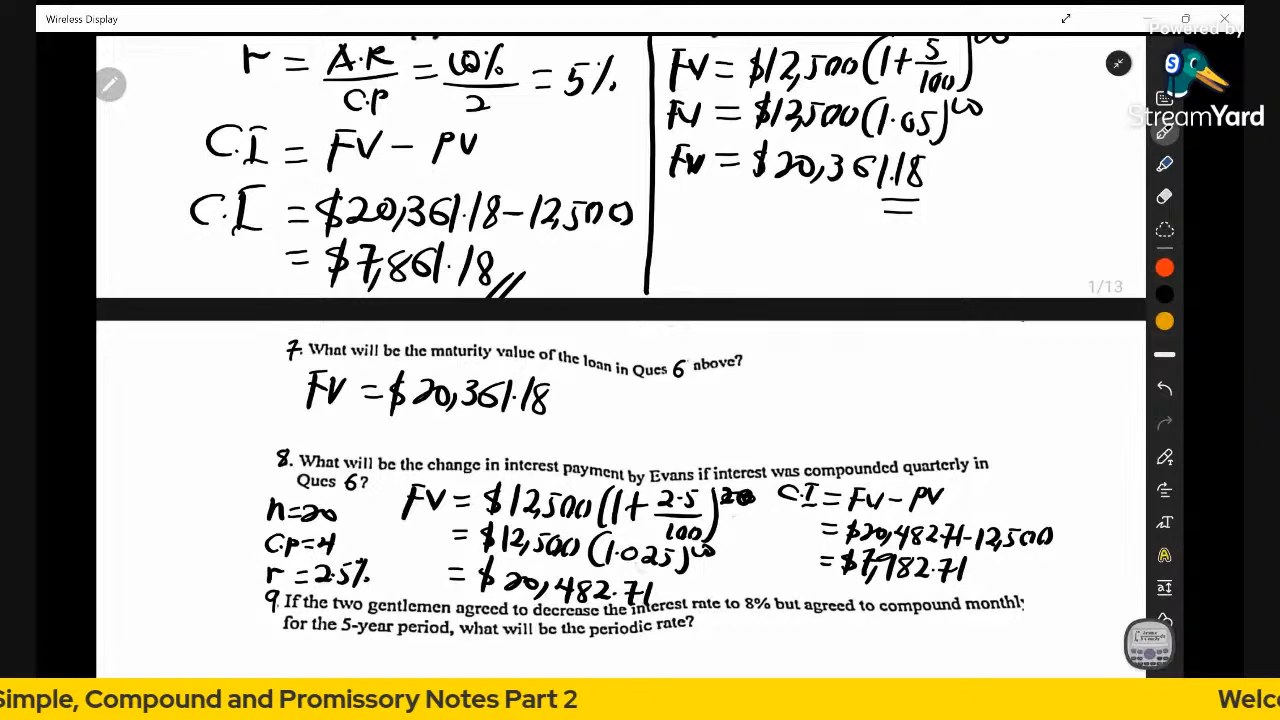 Wireless Display
Powered by
StreamYard
r = A.R/C.P = 10%/2 = 5%
C.I = FV - PV
C.I = $20,361.18-12,500
= $7,861.18
FV = $12,500(1+5/100)^10
FV = $12,500(1.05)^10
FV = $20,361.18
1/13
7. What will be the maturity value of the loan in Ques 6 above?
FV = $20,361.18
8. What will be the change in interest payment by Evans if interest was compounded quarterly in
Ques 6?
n=20
C.P=4
r=2.5%
FV = $12,500(1+2.5/100)^20
= $12,500(1.025)^20
= $20,482.71
C.I = FV - PV
= $20,482.71-12,500
= $7,982.71
9. If the two gentlemen agreed to decrease the interest rate to 8% but agreed to compound monthly
for the 5-year period, what will be the periodic rate?
Simple, Compound and Promissory Notes Part 2
Welc